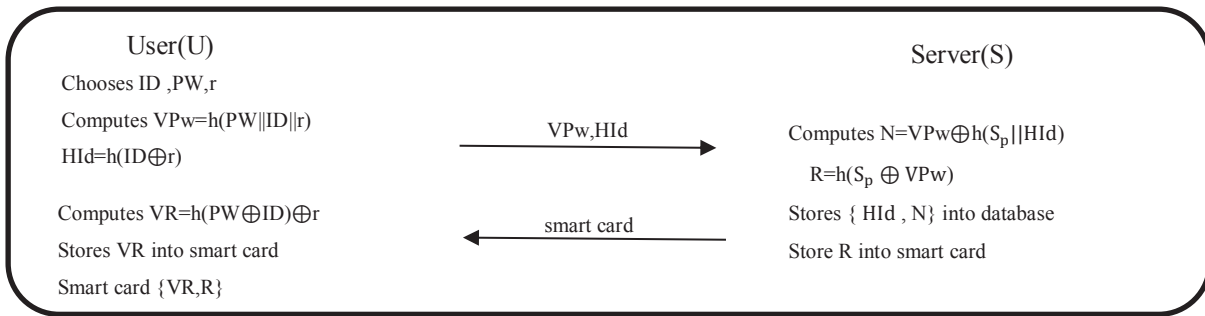 User(U)
Chooses ID ,PW,r
Computes VPw=h(PW||ID||r)
HId=h(ID⊕r)
VPw,HId
Server(S)
Computes N=VPw⊕h(Sₚ||HId)
R=h(Sₚ ⊕ VPw)
Stores { HId , N} into database
Store R into smart card
smart card
Computes VR=h(PW⊕ID)⊕r
Stores VR into smart card
Smart card {VR,R}